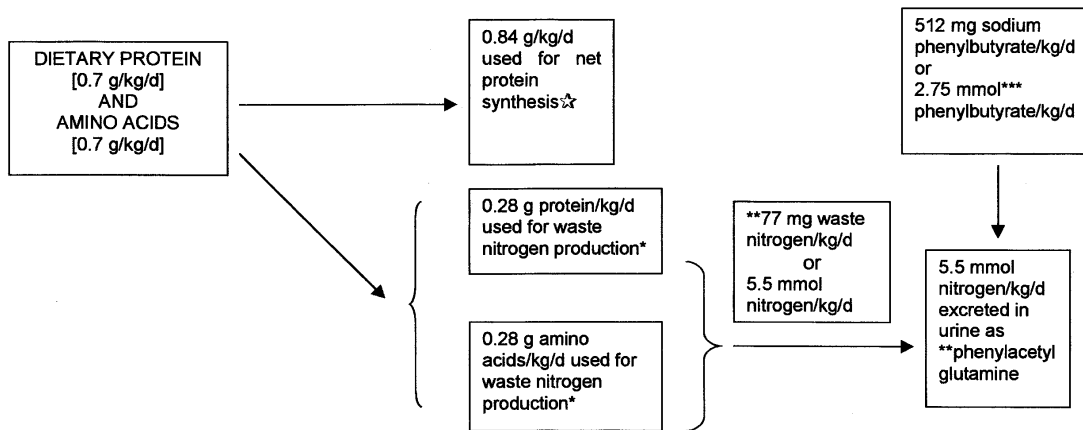 DIETARY PROTEIN
[0.7 g/kg/d]
AND
AMINO ACIDS
[0.7 g/kg/d]
0.84 g/kg/d
used for net
protein
synthesis☆
512 mg sodium
phenylbutyrate/kg/d
or
2.75 mmol***
phenylbutyrate/kg/d
0.28 g protein/kg/d
used for waste
nitrogen production*
**77 mg waste
nitrogen/kg/d
or
5.5 mmol
nitrogen/kg/d
0.28 g amino
acids/kg/d used for
waste nitrogen
production*
5.5 mmol
nitrogen/kg/d
excreted in
urine as
**phenylacetyl
glutamine